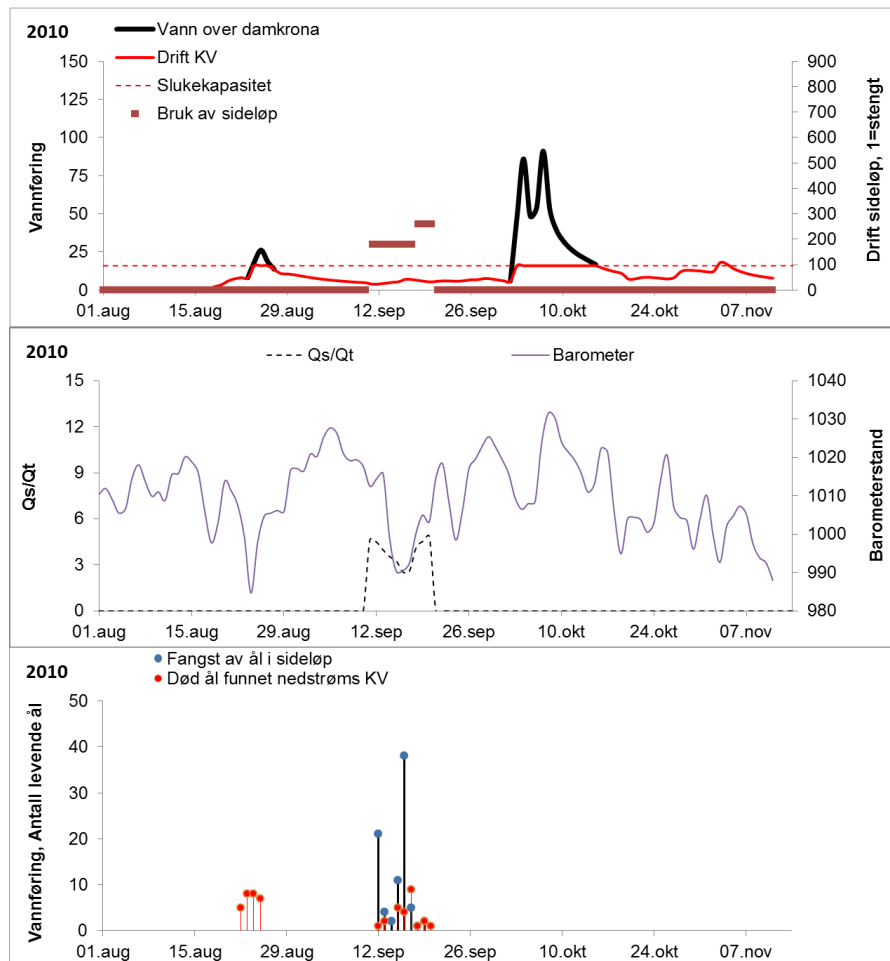 2010
Vann over damkrona
Drift KV
Slukekapasitet
Bruk av sideløp
150
125
100
75
50
25
0
Vannføring
900
800
700
600
500
400
300
200
100
0
Drift sideløp, 1=stengt
01.aug 15.aug 29.aug 12.sep 26.sep 10.okt 24.okt 07.nov
2010
Qs/Qt Barometer
15
12
9
6
3
0
Qs/Qt
1040
1030
1020
1010
1000
990
980
Barometerstand
01.aug 15.aug 29.aug 12.sep 26.sep 10.okt 24.okt 07.nov
2010
Fangst av ål i sideløp
Død ål funnet nedstrøms KV
50
40
30
20
10
0
Vannføring, Antall levende ål
01.aug 15.aug 29.aug 12.sep 26.sep 10.okt 24.okt 07.nov